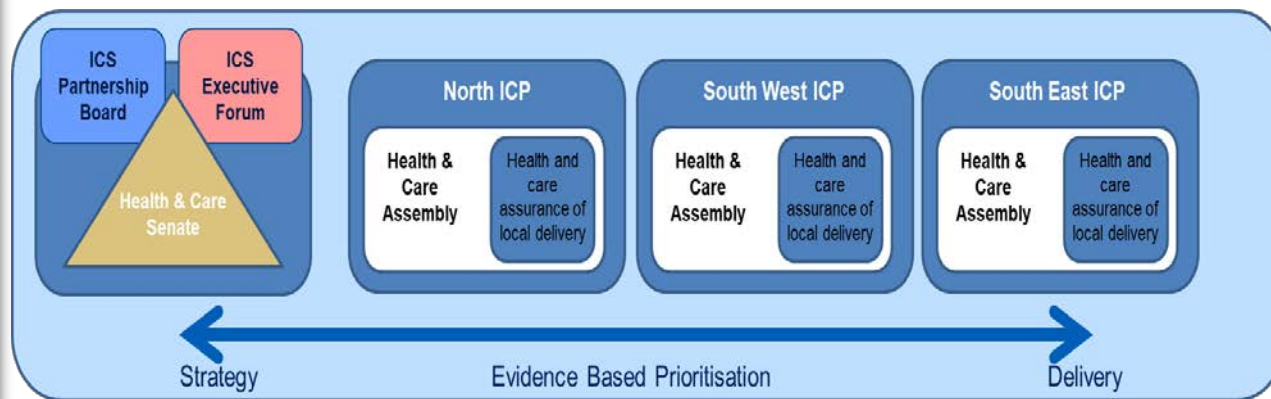 ICS
Partnership
Board
ICS
Executive
Forum
Health & Care
Senate
North ICP
Health &
Care
Assembly
Health and
care
assurance of
local delivery
South West ICP
Health &
Care
Assembly
Health and
care
assurance of
local delivery
South East ICP
Health &
Care
Assembly
Health and
care
assurance of
local delivery
Strategy
Evidence Based Prioritisation
Delivery